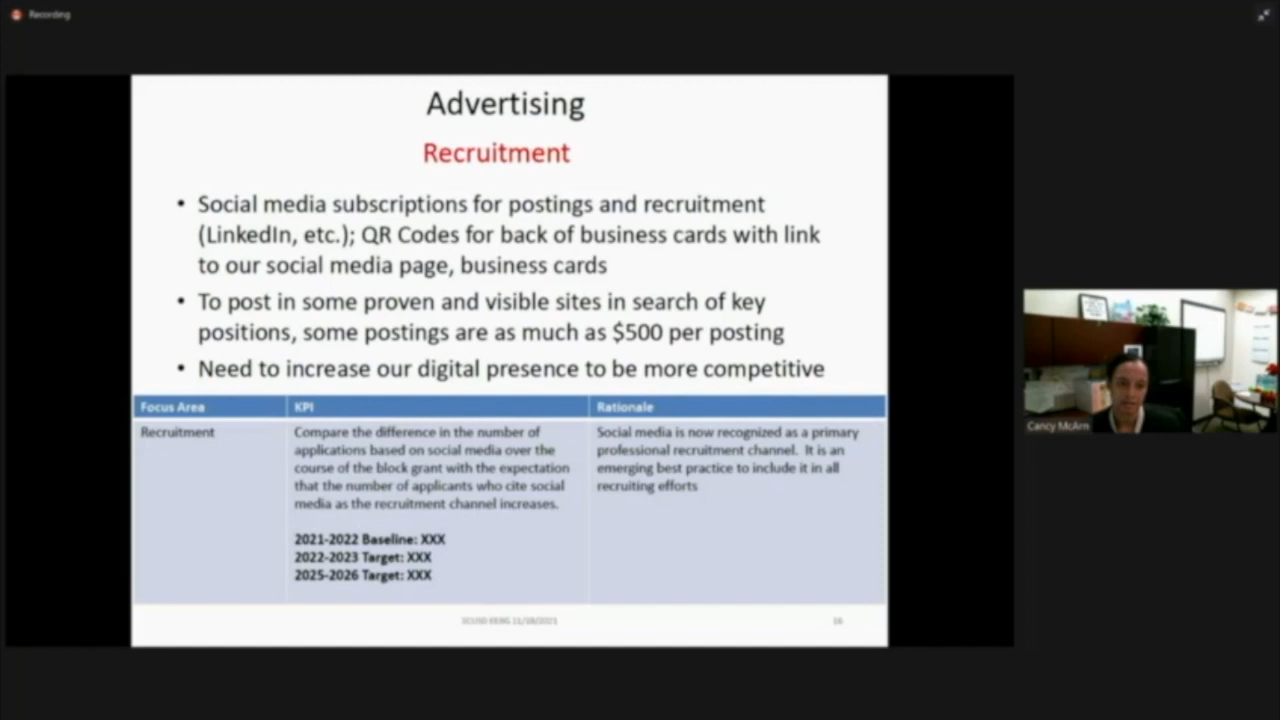 Recording
Advertising
Recruitment
• Social media subscriptions for postings and recruitment
(LinkedIn, etc.); QR Codes for back of business cards with link
to our social media page, business cards
• To post in some proven and visible sites in search of key
positions, some postings are as much as $500 per posting
• Need to increase our digital presence to be more competitive
Focus Area KPI Rationale
Recruitment
Compare the difference in the number of
applications based on social media over the
course of the block grant with the expectation
that the number of applicants who cite social
media as the recruitment channel increases.
2021-2022 Baseline: XXX
2022-2023 Target: XXX
2025-2026 Target: XXX
Social media is now recognized as a primary
professional recruitment channel. It is an
emerging best practice to include it in all
recruiting efforts
11/18/2021
16
Cancy McArn